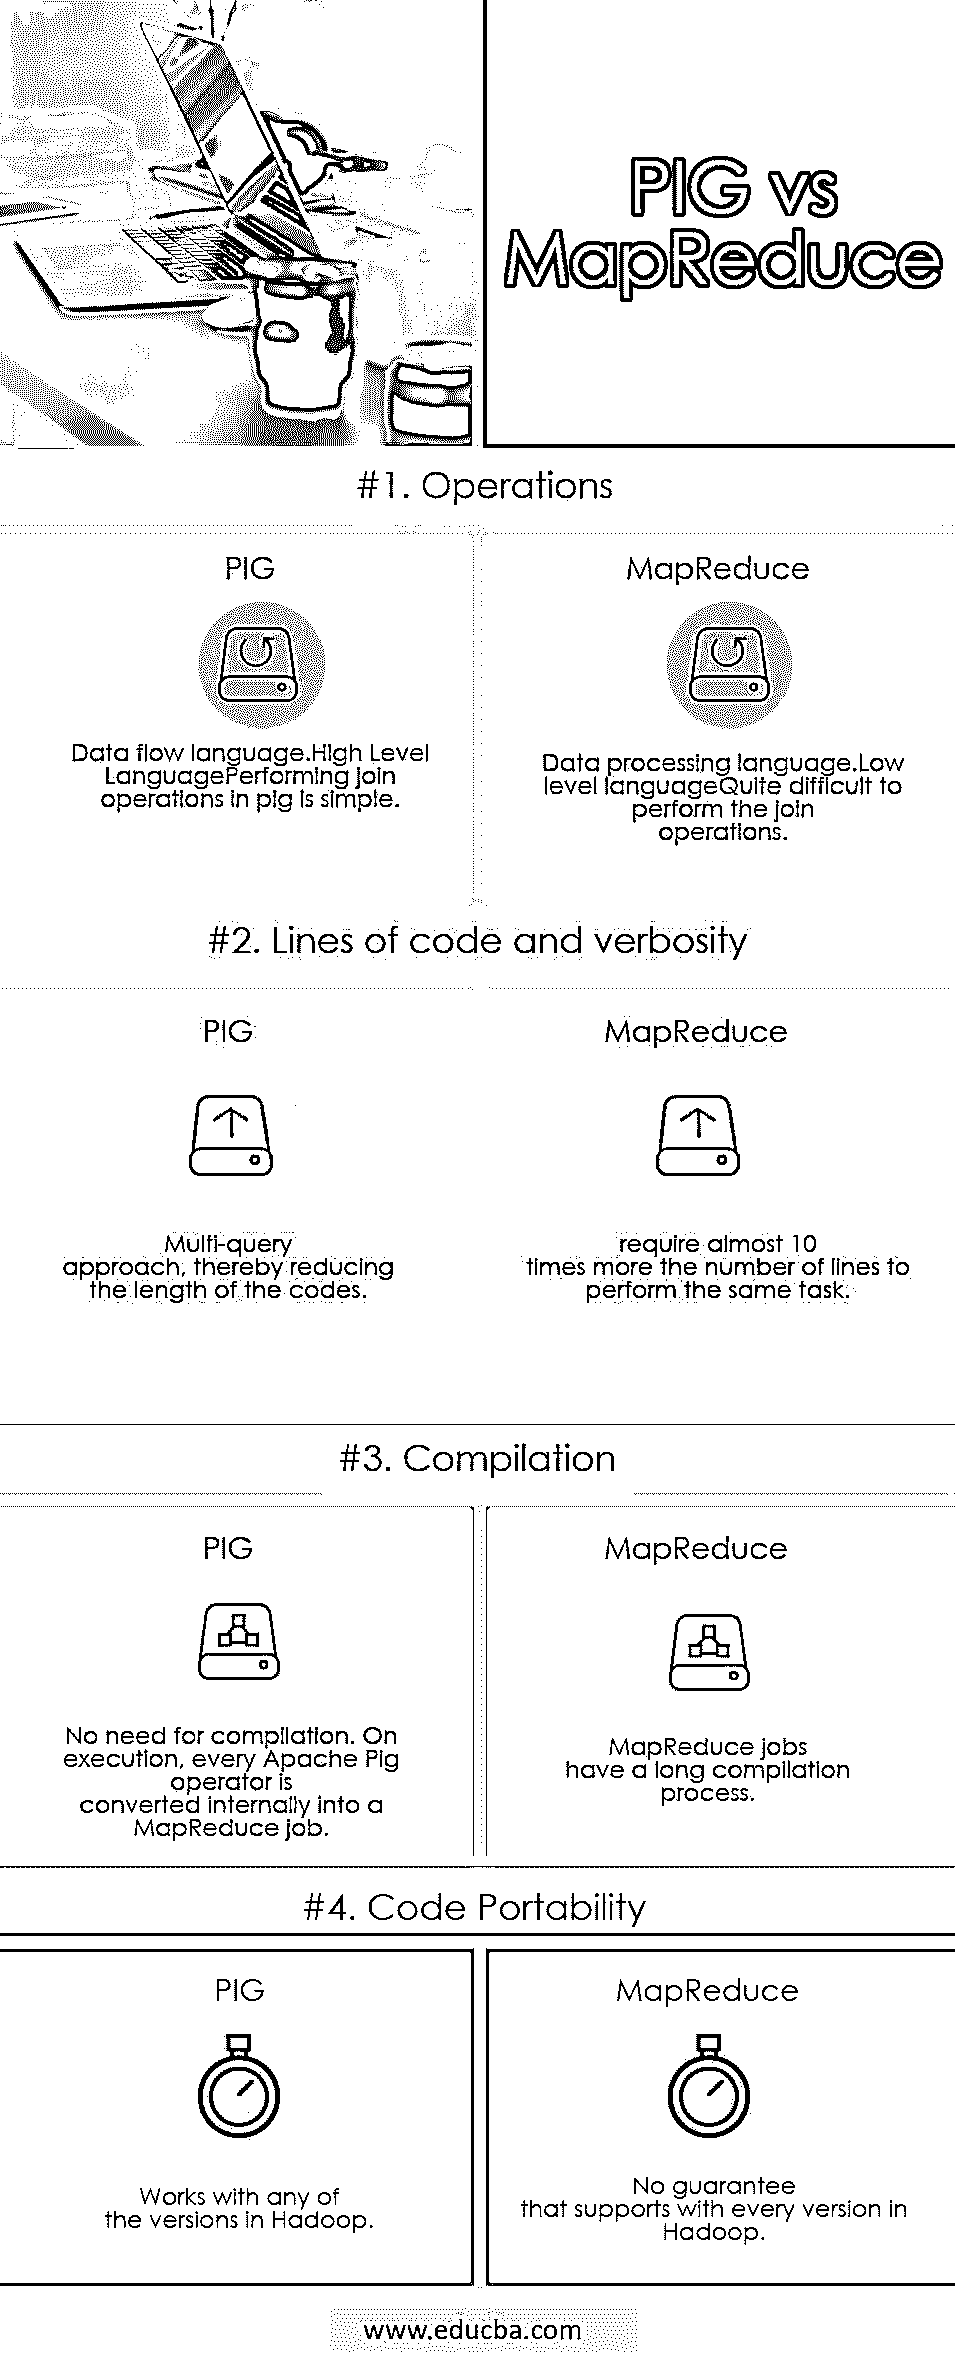 PIG vs
MapReduce
#1. Operations
PIG
Data flow language.High Level
LanguagePerforming join
operations in pig is simple.
MapReduce
Data processing language.Low
level languageQuite difficult to
perform the join
operations.
#2. Lines of code and verbosity
PIG
Multi-query
approach, thereby reducing
the length of the codes.
MapReduce
require almost 10
times more the number of lines to
perform the same task.
#3. Compilation
PIG
No need for compilation. On
execution, every Apache Pig
operator is
converted internally into a
MapReduce job.
MapReduce
MapReduce jobs
have a long compilation
process.
#4. Code Portability
PIG
Works with any of
the versions in Hadoop.
MapReduce
No guarantee
that supports with every version in
Hadoop.
www.educba.com